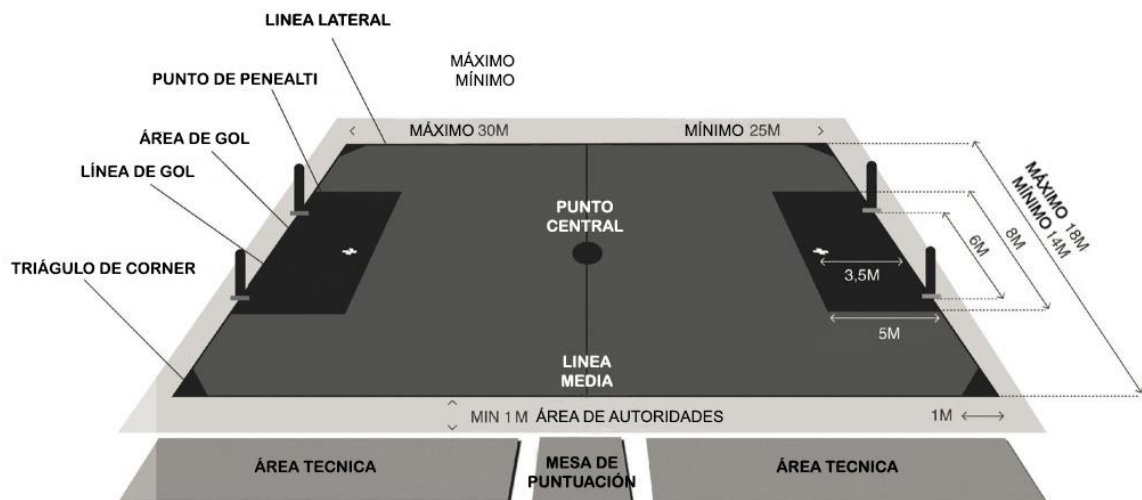 LINEA LATERAL
MÁXIMO
MÍNIMO
PUNTO DE PENEALTI
ÁREA DE GOL
LÍNEA DE GOL
TRIÁGULO DE CORNER
MÁXIMO 30M
MÍNIMO 25M
PUNTO
CENTRAL
MÁXIMO 18M
MÍNIMO 14M
8M
6M
3,5M
5M
LINEA
MEDIA
MIN 1 M ÁREA DE AUTORIDADES
1M
ÁREA TECNICA
MESA DE
PUNTUACIÓN
ÁREA TECNICA